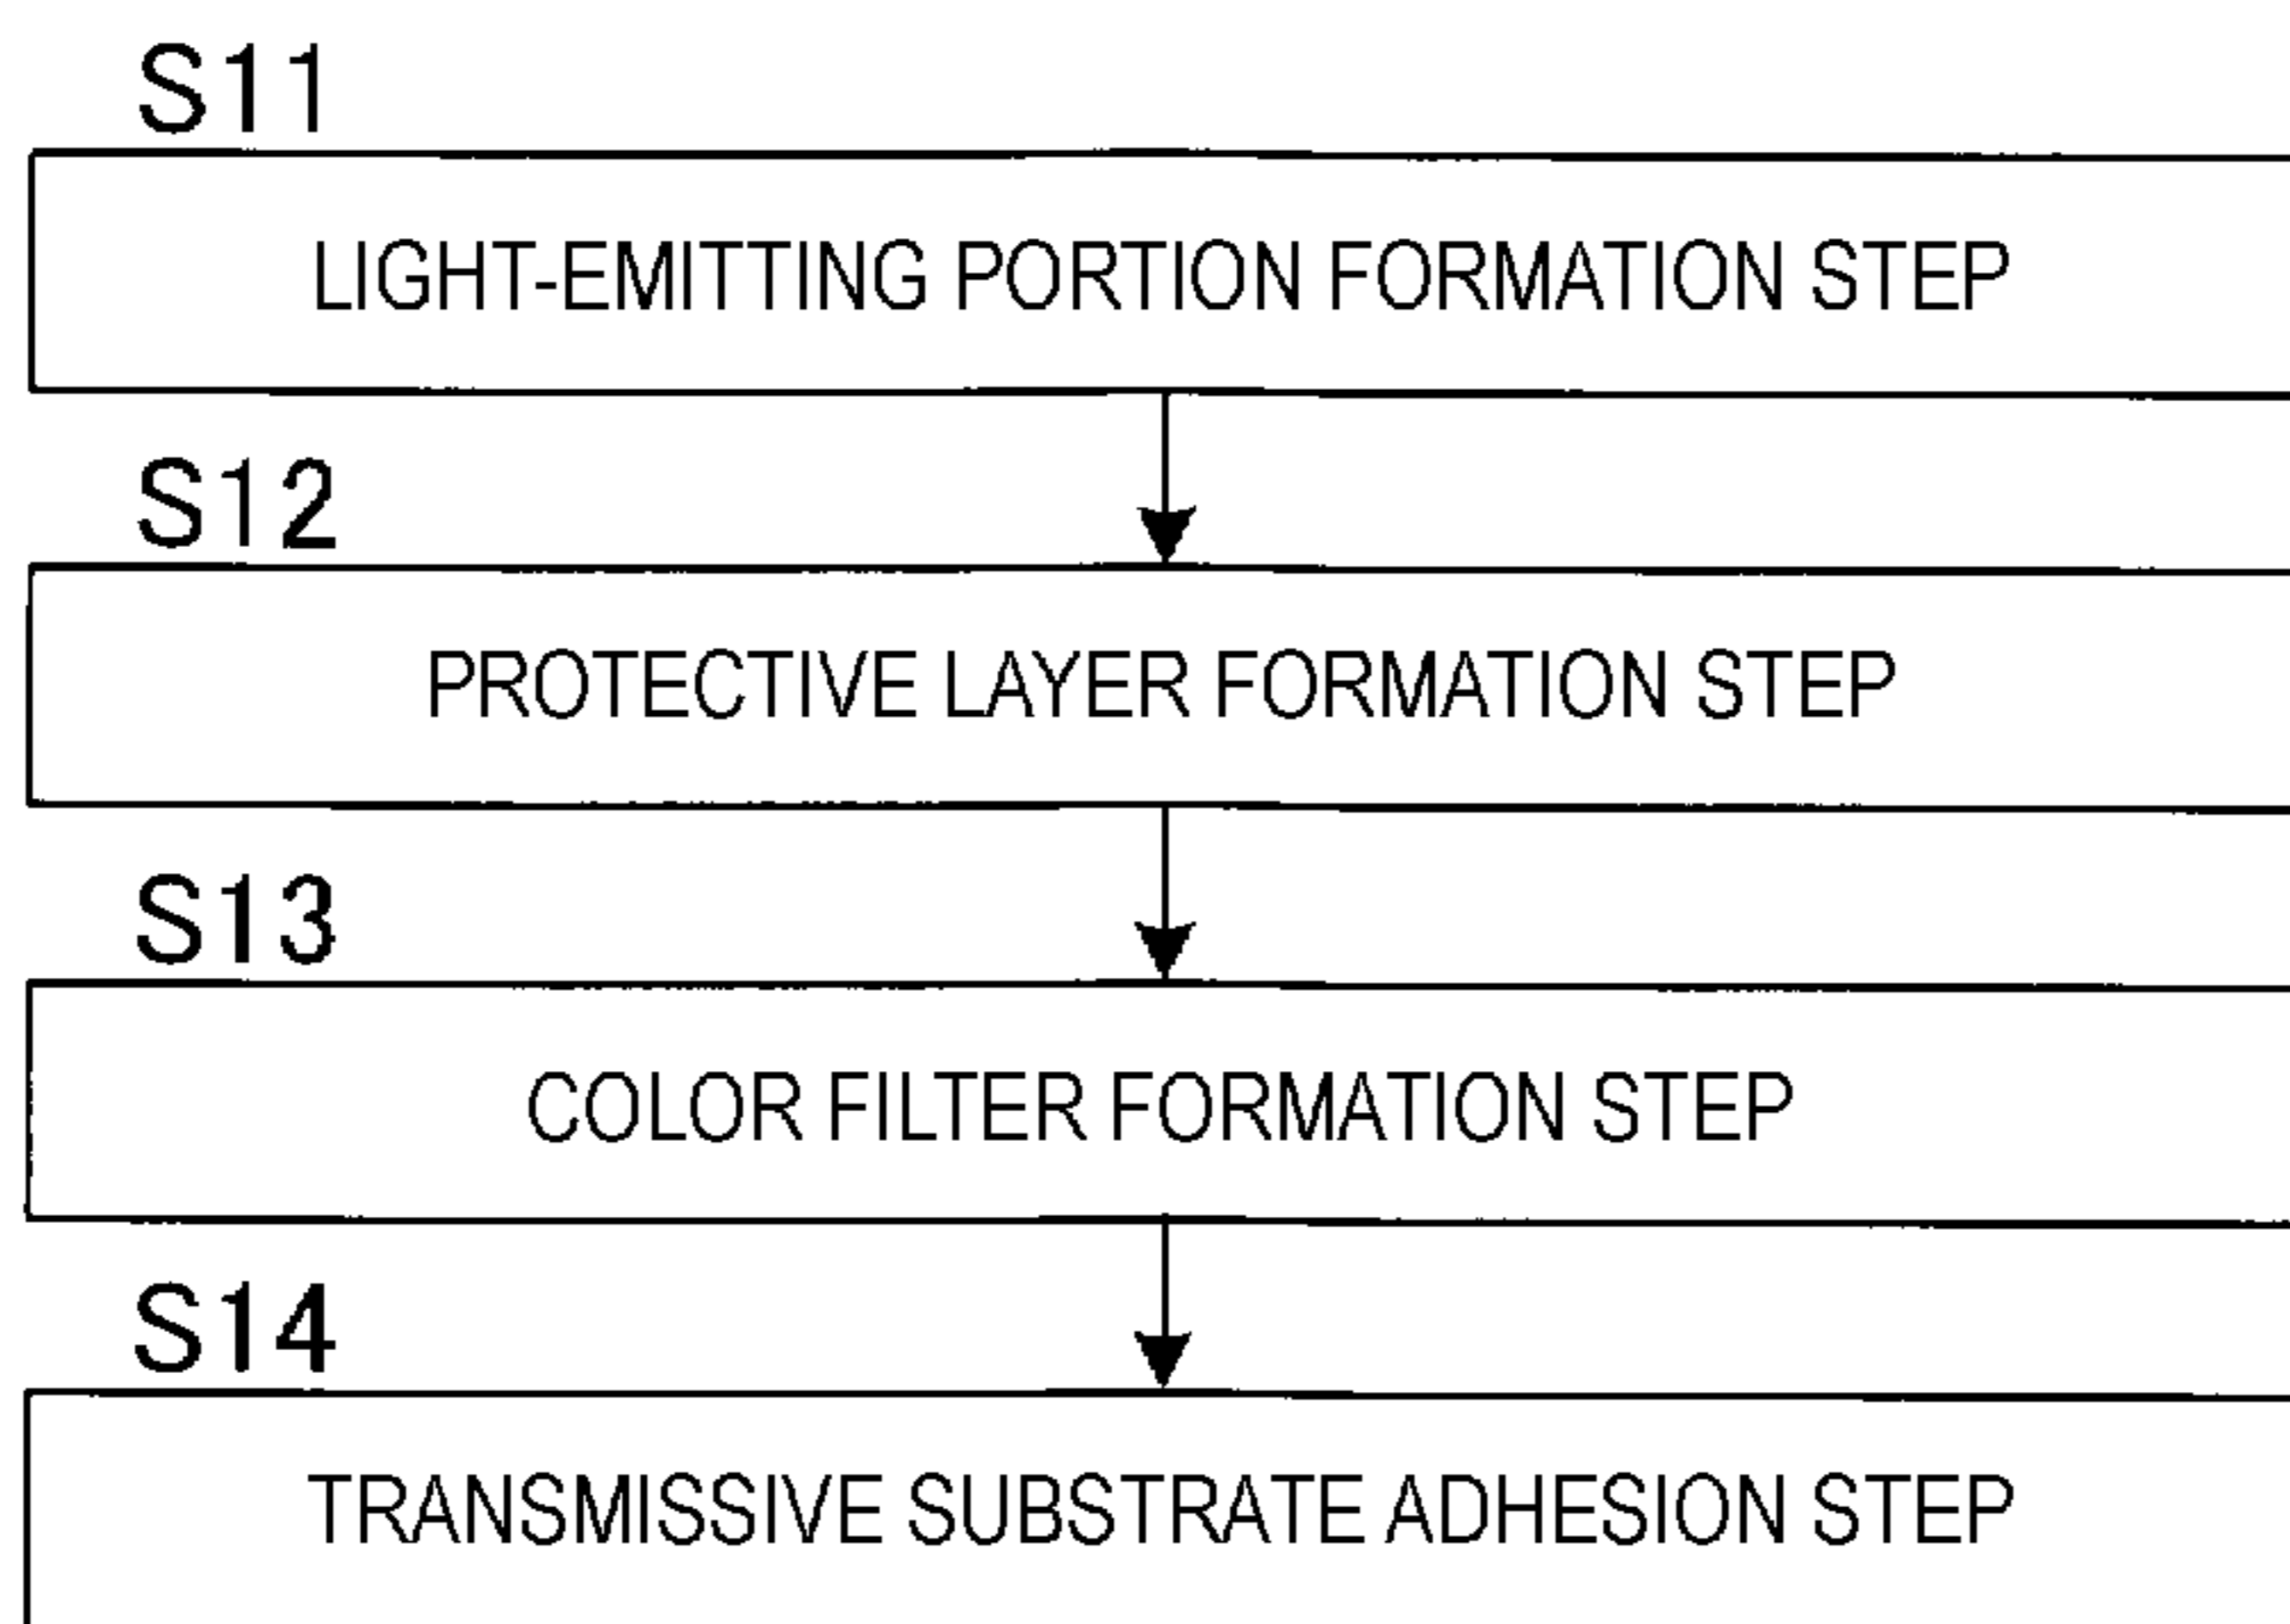 S11
LIGHT-EMITTING PORTION FORMATION STEP
S12
PROTECTIVE LAYER FORMATION STEP
S13
COLOR FILTER FORMATION STEP
S14
TRANSMISSIVE SUBSTRATE ADHESION STEP